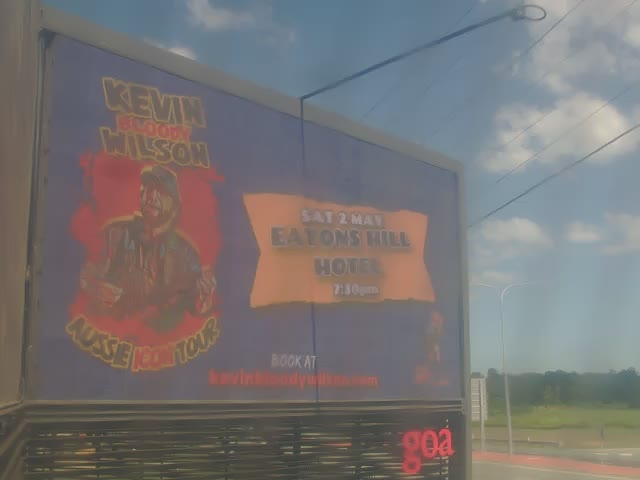 KEVIN
BLOODY
WILSON
AUSSIE ICON TOUR
SAT 2 MAY
EATONS HILL
HOTEL
7:30pm
BOOK AT
kevinbloodywilson.com
goa